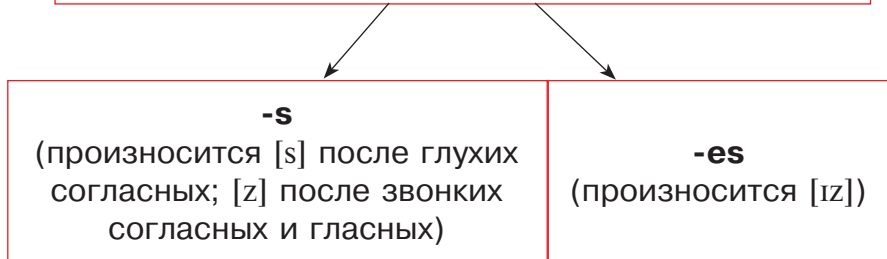 -s
(произносится [s] после глухих
согласных; [z] после звонких
согласных и гласных)
-es
(произносится [ɪz])